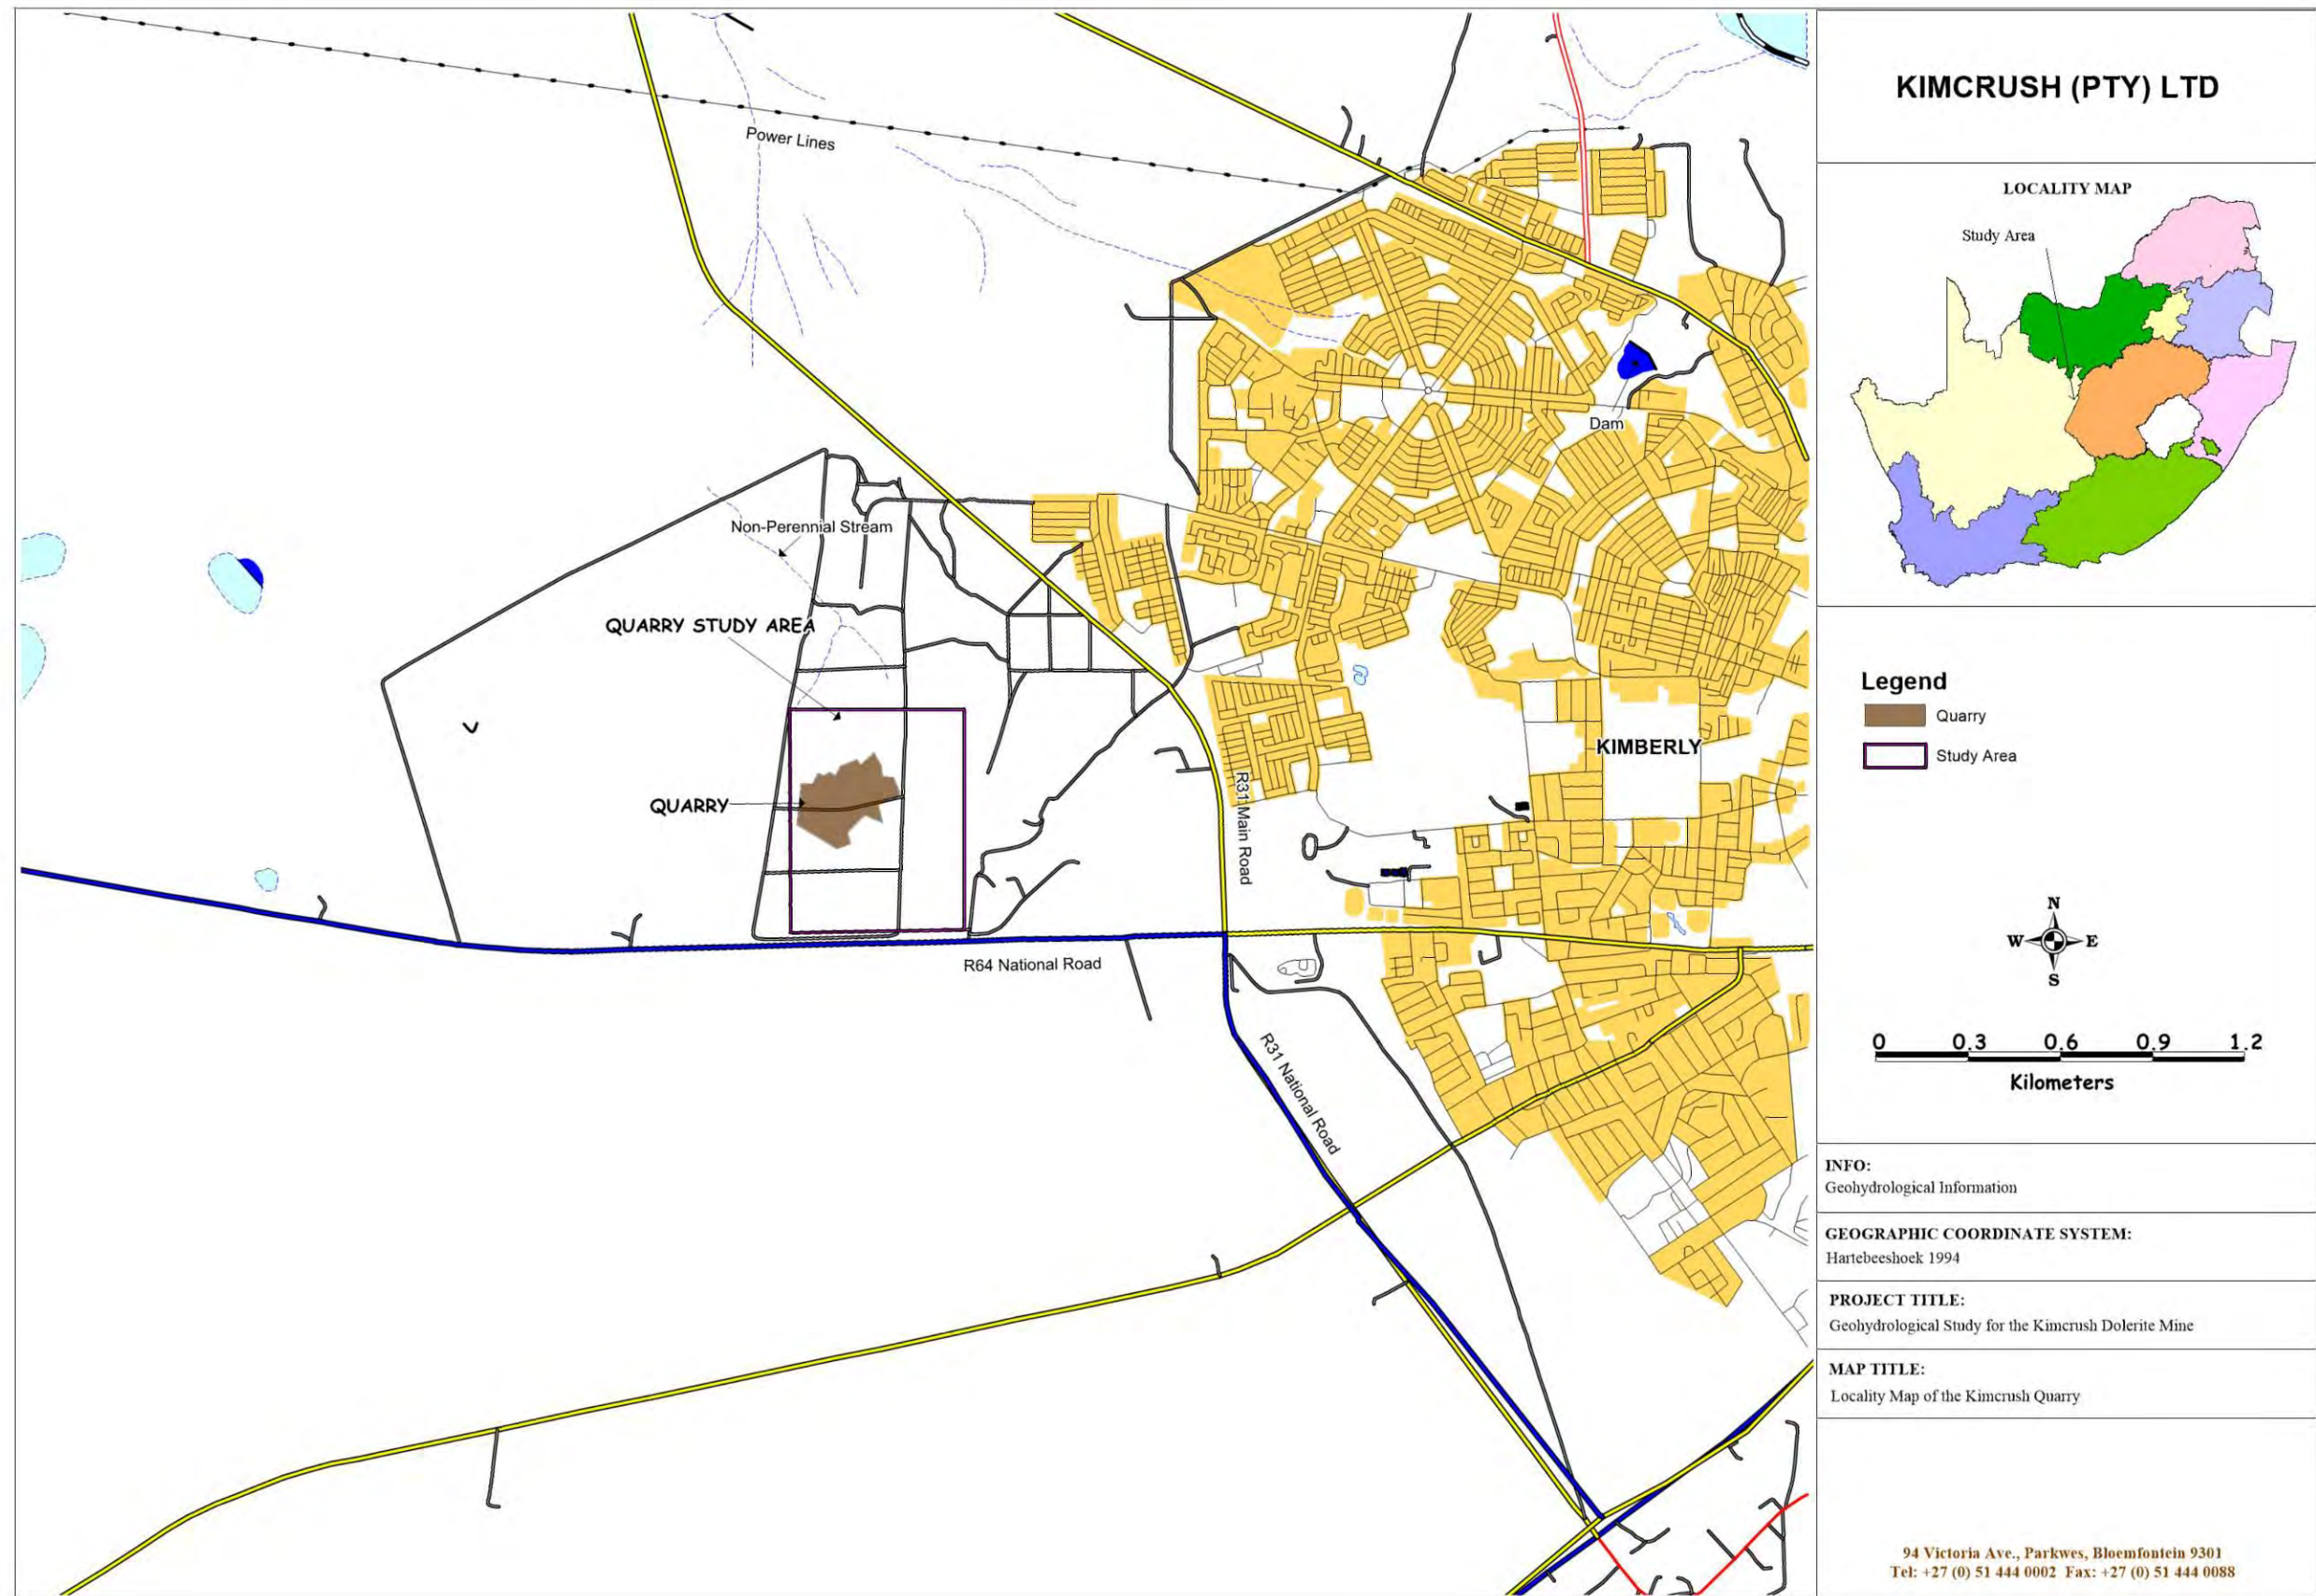 Power Lines
Dam
Non-Perennial Stream
QUARRY STUDY AREA
QUARRY
KIMBERLY
R31 Main Road
R64 National Road
R31 National Road
KIMCRUSH (PTY) LTD
LOCALITY MAP
Study Area
Legend
Quarry
Study Area
N
W E
S
0 0.3 0.6 0.9 1.2
Kilometers
INFO:
Geohydrological Information
GEOGRAPHIC COORDINATE SYSTEM:
Hartebeeshoek 1994
PROJECT TITLE:
Geohydrological Study for the Kimcrush Dolerite Mine
MAP TITLE:
Locality Map of the Kimcrush Quarry
94 Victoria Ave., Parkwes, Bloemfontein 9301
Tel: +27 (0) 51 444 0002 Fax: +27 (0) 51 444 0088